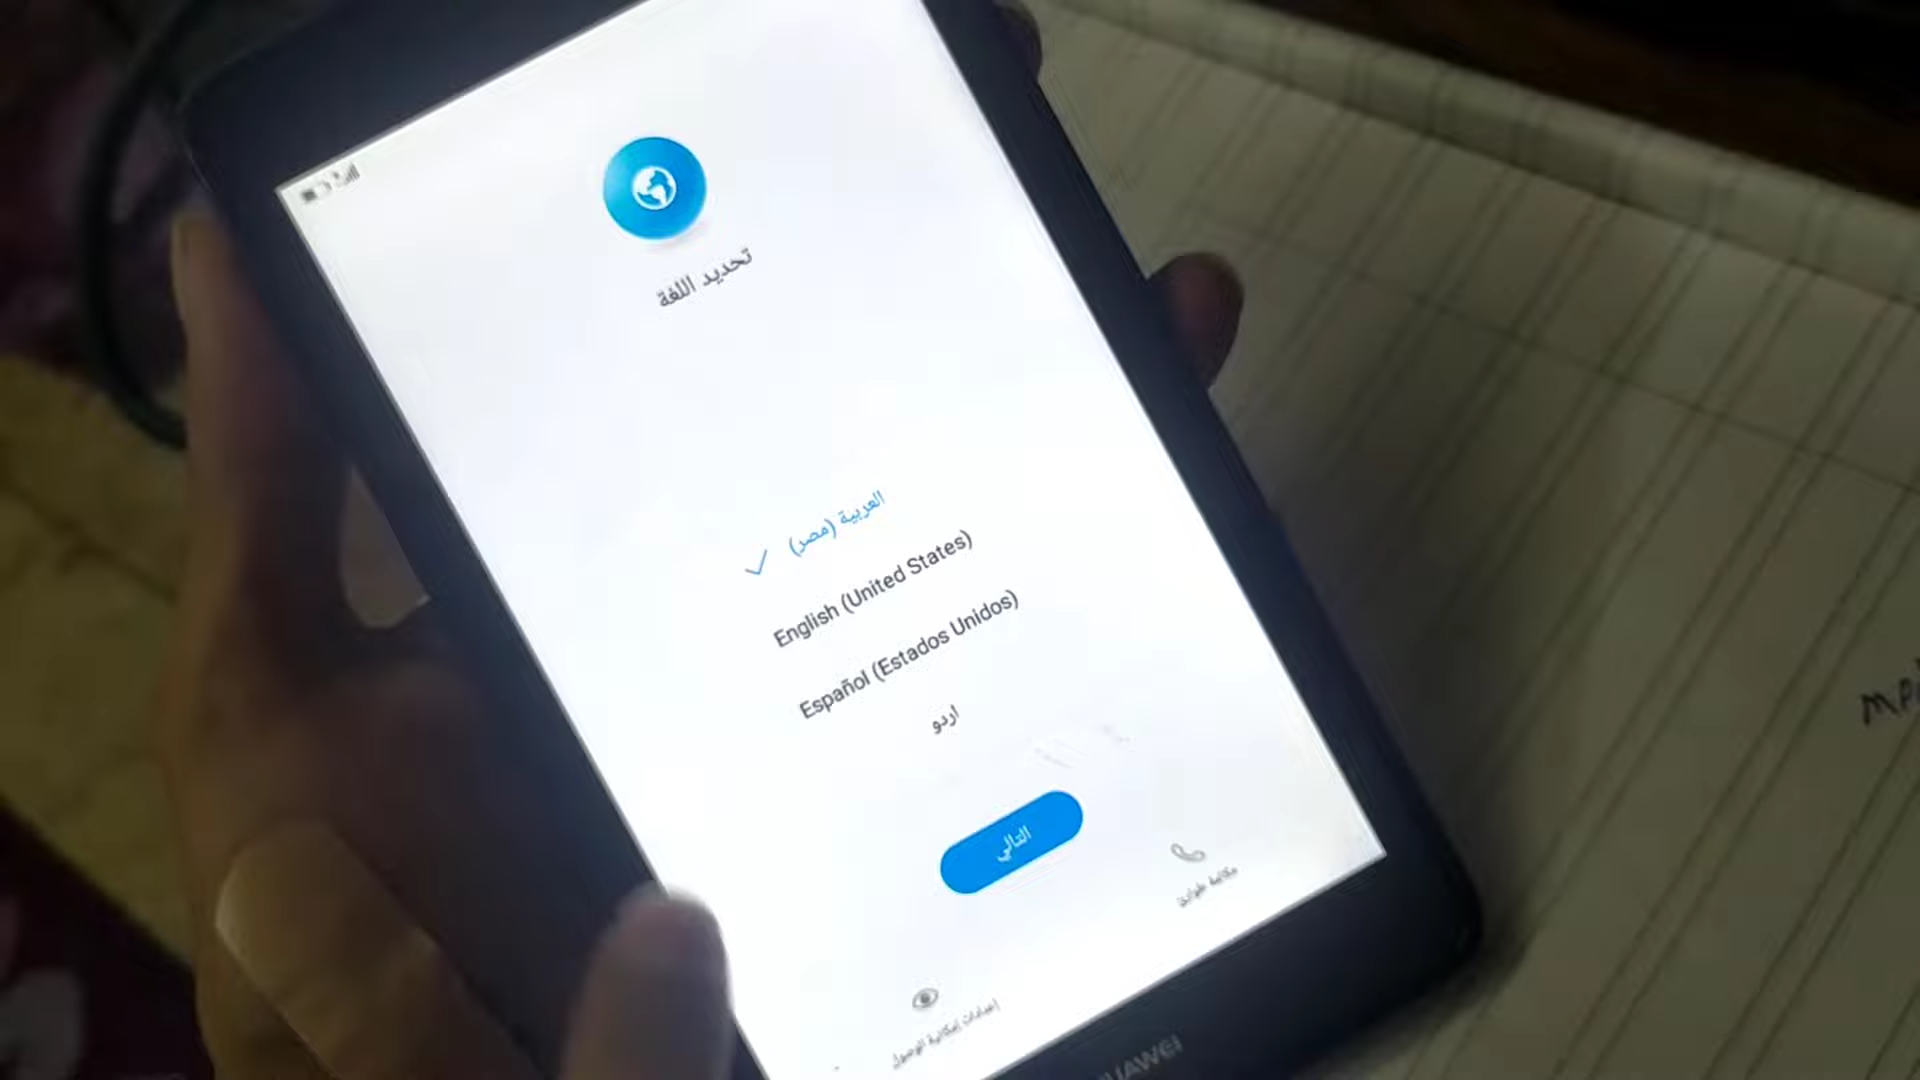 تحديد اللغة
العربية (مصر)
English (United States)
Español (Estados Unidos)
اردو
التالي
مكالمة طوارئ
إعدادات إمكانية الوصول
HUAWEI